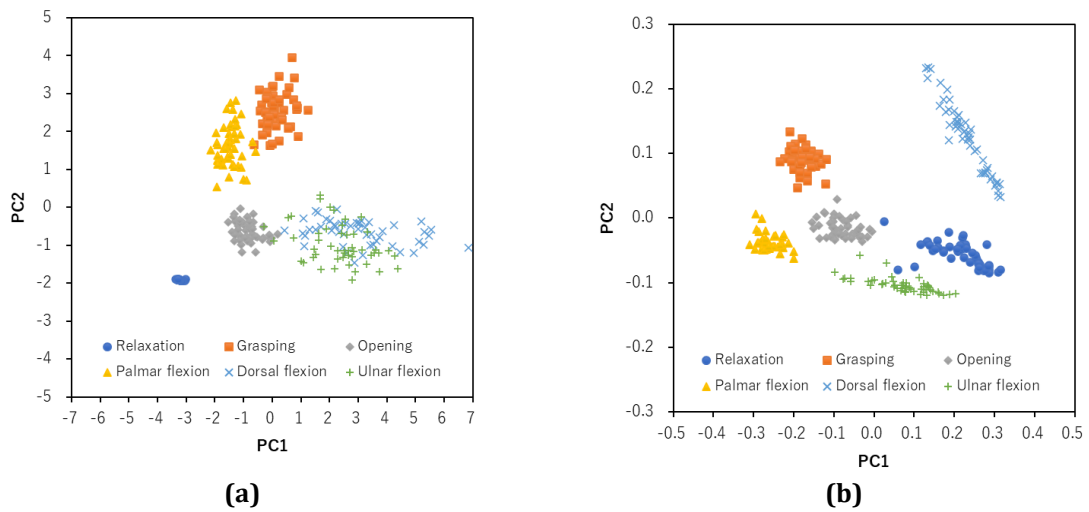 5
4
3
2
1
0
-1
-2
-3
-4
-5
PC2
Relaxation Grasping Opening
Palmar flexion Dorsal flexion Ulnar flexion
-7 -6 -5 -4 -3 -2 -1 0 1 2 3 4 5 6 7
PC1
(a)
0.3
0.2
0.1
0.0
-0.1
-0.2
-0.3
PC2
Relaxation Grasping Opening
Palmar flexion Dorsal flexion Ulnar flexion
-0.5 -0.4 -0.3 -0.2 -0.1 0.0 0.1 0.2 0.3 0.4 0.5
PC1
(b)